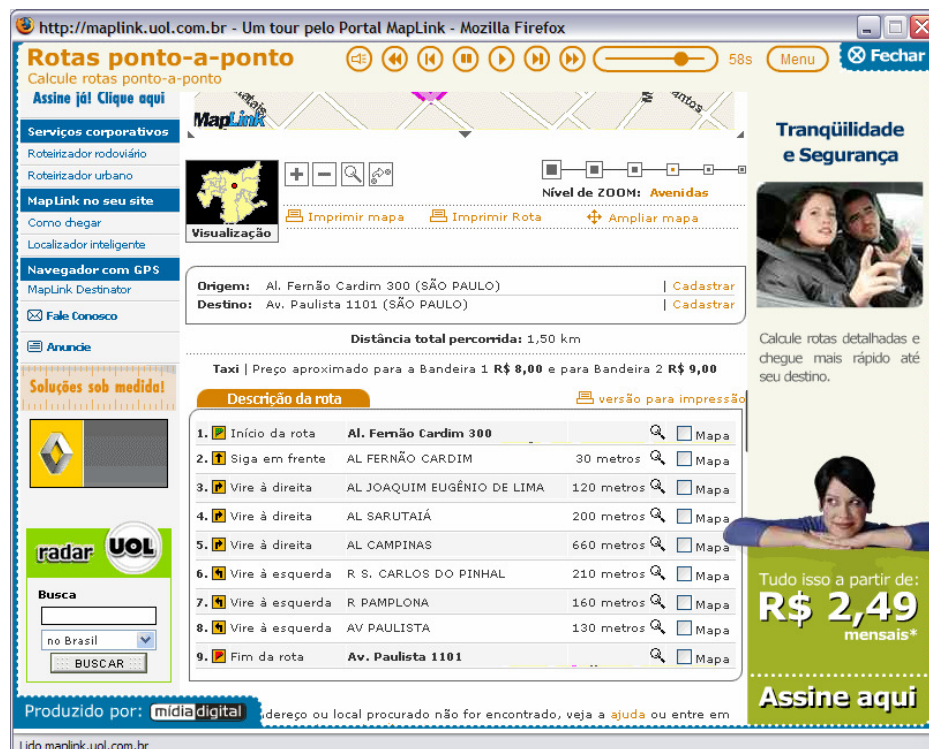 http://maplink.uol.com.br - Um tour pelo Portal MapLink - Mozilla Firefox
Rotas ponto-a-ponto
Calcule rotas ponto-a-ponto
58s
Menu
Fechar
Assine já! Clique aqui
Serviços corporativos
Roteirizador rodoviário
Roteirizador urbano
MapLink no seu site
Como chegar
Localizador inteligente
Navegador com GPS
MapLink Destinator
Fale Conosco
Anuncie
Soluções sob medida!
radar UOL
Busca
no Brasil
BUSCAR
MapLink
Visualização
Nível de ZOOM: Avenidas
Imprimir mapa Imprimir Rota Ampliar mapa
Origem: Al. Fernão Cardim 300 (SÃO PAULO) | Cadastrar
Destino: Av. Paulista 1101 (SÃO PAULO) | Cadastrar
Distância total percorrida: 1,50 km
Taxi | Preço aproximado para a Bandeira 1 R$ 8,00 e para Bandeira 2 R$ 9,00
Descrição da rota
versão para impressão
1. Início da rota Al. Fernão Cardim 300 Mapa
2. Siga em frente AL FERNÃO CARDIM 30 metros Mapa
3. Vire à direita AL JOAQUIM EUGÊNIO DE LIMA 120 metros Mapa
4. Vire à direita AL SARUTAIÁ 200 metros Mapa
5. Vire à direita AL CAMPINAS 660 metros Mapa
6. Vire à esquerda R S. CARLOS DO PINHAL 210 metros Mapa
7. Vire à esquerda R PAMPLONA 160 metros Mapa
8. Vire à esquerda AV PAULISTA 130 metros Mapa
9. Fim da rota Av. Paulista 1101 Mapa
dereço ou local procurado não for encontrado, veja a ajuda ou entre em
Tranqüilidade
e Segurança
Calcule rotas detalhadas e
chegue mais rápido até
seu destino.
Tudo isso a partir de:
R$ 2,49
mensais*
Assine aqui
Produzido por: mídia digital
Lido maplink.uol.com.br